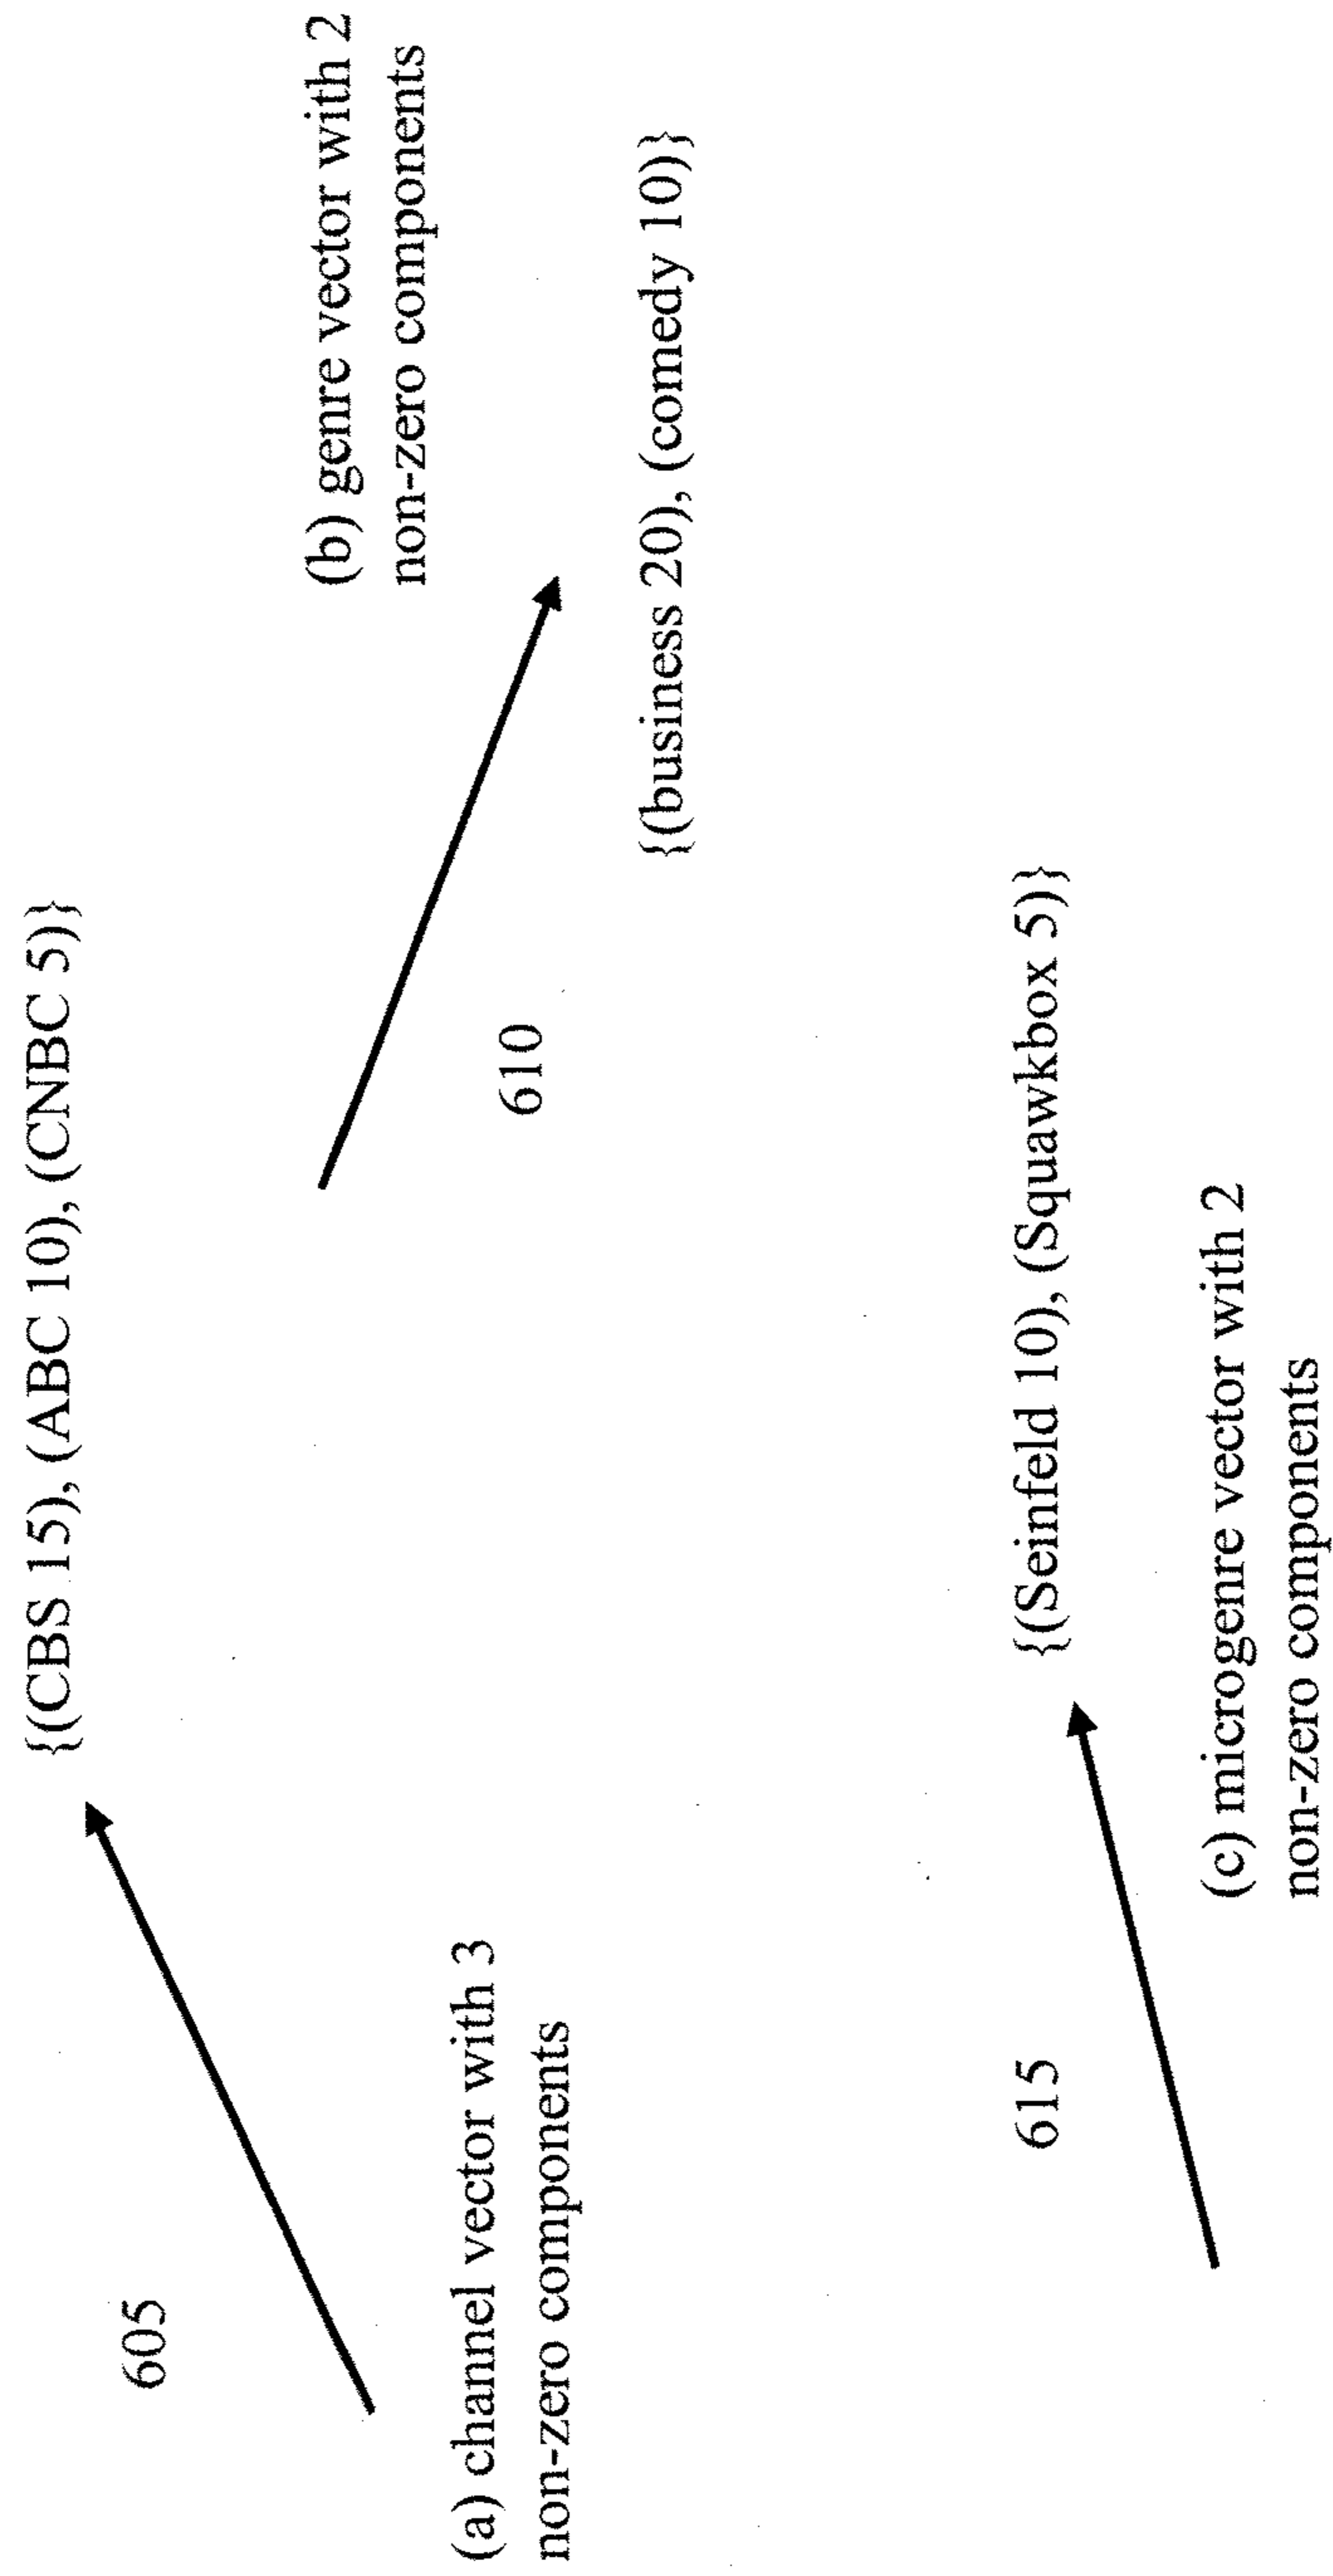 {(CBS 15), (ABC 10), (CNBC 5)}
605
(a) channel vector with 3
non-zero components
(b) genre vector with 2
non-zero components
610
{(business 20), (comedy 10)}
615
{(Seinfeld 10), (Squawkbox 5)}
(c) microgenre vector with 2
non-zero components